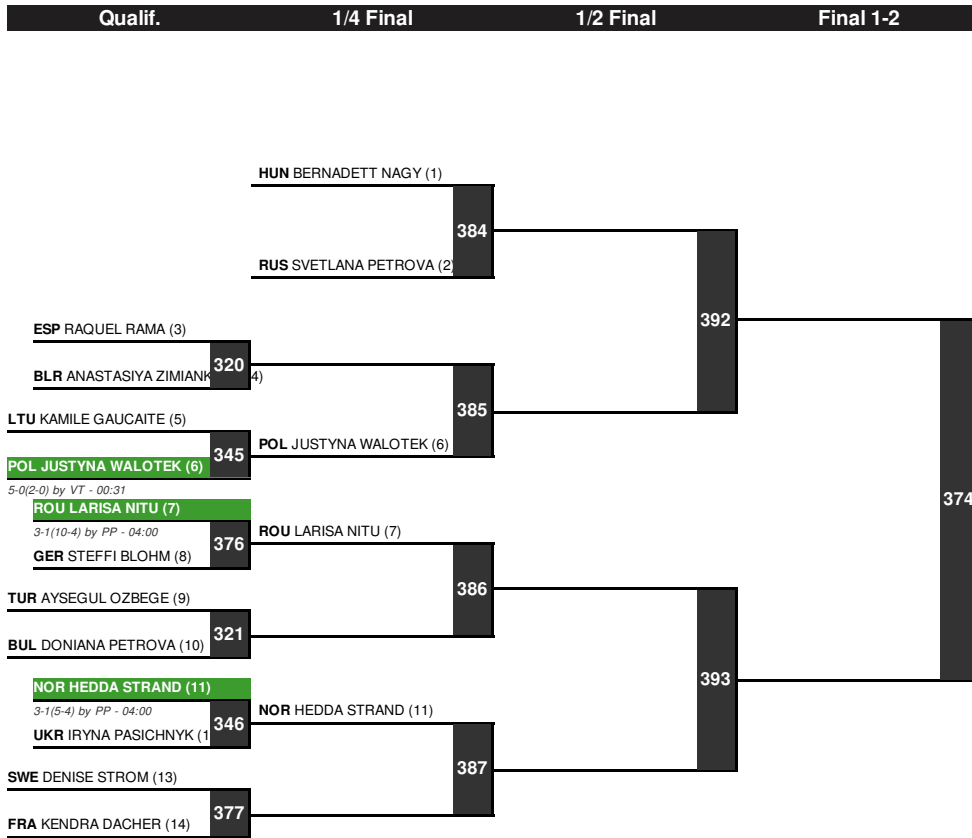 Qualif. 1/4 Final 1/2 Final Final 1-2
HUN BERNADETT NAGY (1)
384
RUS SVETLANA PETROVA (2)
392
ESP RAQUEL RAMA (3)
320
BLR ANASTASIYA 4)
385
LTU KAMILE GAUCAITE (5)
345
POL JUSTYNA WALOTEK (6)
POL JUSTYNA WALOTEK (6)
5-0(2-0) by VT - 00:31
374
ROU LARISA NITU (7)
3-1(10-4) by PP - 04:00
376
ROU LARISA NITU (7)
GER STEFFI BLOHM (8)
386
TUR AYSEGUL OZBEGE (9)
321
BUL DONIANA PETROVA (10)
393
NOR HEDDA STRAND (11)
3-1(5-4) by PP - 04:00
346
NOR HEDDA STRAND (11)
UKR IRYNA PASICHNYK (1
387
SWE DENISE STROM (13)
377
FRA KENDRA DACHER (14)